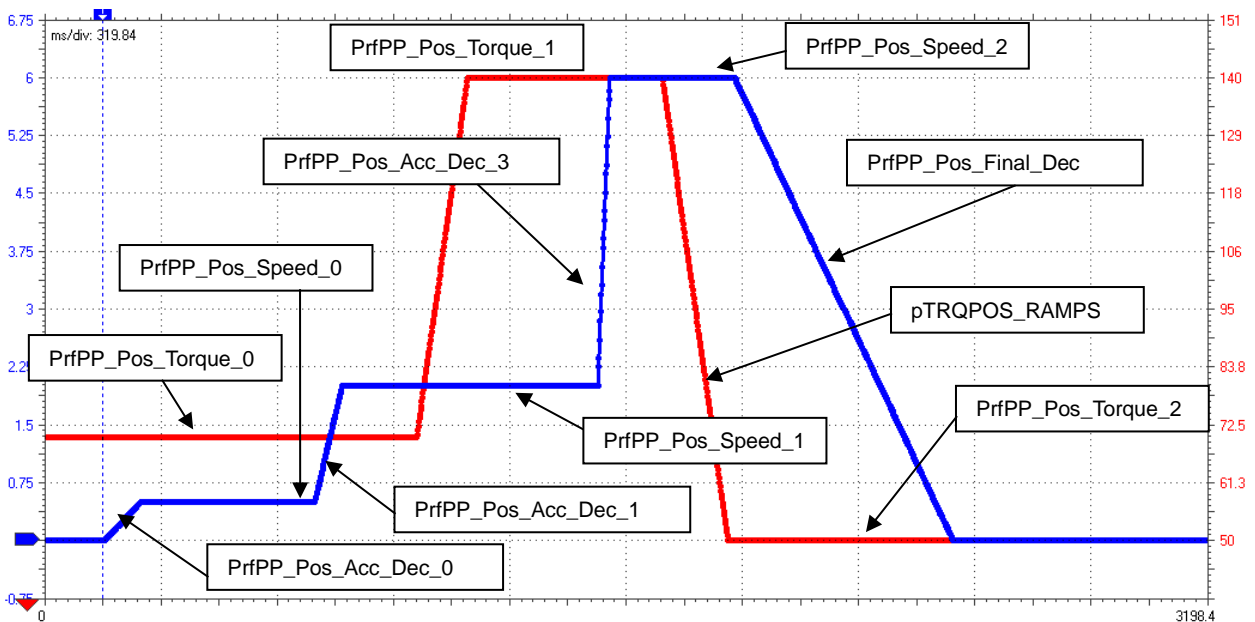 6.75
151
ms/div: 319.84
PrfPP_Pos_Torque_1
PrfPP_Pos_Speed_2
6
140
5.25
129
PrfPP_Pos_Acc_Dec_3
PrfPP_Pos_Final_Dec
4.5
118
3.75
106
PrfPP_Pos_Speed_0
3
95
pTRQPOS_RAMPS
PrfPP_Pos_Torque_0
2.25
83.8
PrfPP_Pos_Torque_2
1.5
72.5
PrfPP_Pos_Speed_1
0.75
61.3
PrfPP_Pos_Acc_Dec_1
0
50
PrfPP_Pos_Acc_Dec_0
-0.75
0
3198.4